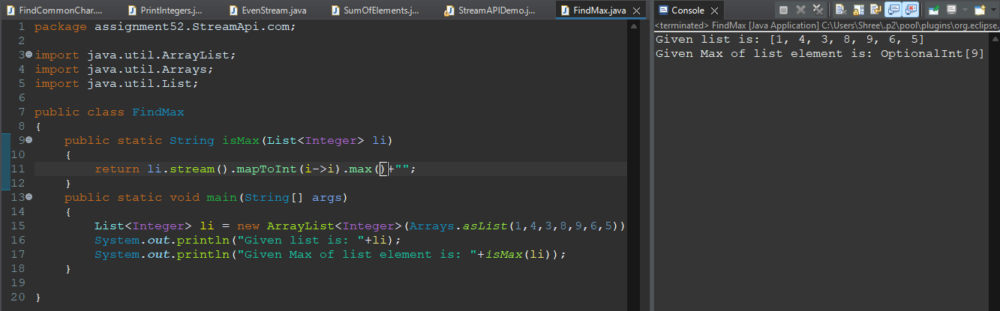 FindCommonChar.... PrintIntegers.j... EvenStream.java SumOfElements.j... StreamAPIDemo.j... FindMax.java
1 package assignment52.StreamApi.com;
2
3 import java.util.ArrayList;
4 import java.util.Arrays;
5 import java.util.List;
6
7 public class FindMax
8 {
9     public static String isMax(List<Integer> li)
10     {
11         return li.stream().mapToInt(i->i).max()+"";
12     }
13     public static void main(String[] args)
14     {
15         List<Integer> li = new ArrayList<Integer>(Arrays.asList(1,4,3,8,9,6,5))
16         System.out.println("Given list is: "+li);
17         System.out.println("Given Max of list element is: "+isMax(li));
18     }
19
20 }
Console
<terminated> FindMax [Java Application] C:\Users\Shree\.p2\pool\plugins\org.eclipse.
Given list is: [1, 4, 3, 8, 9, 6, 5]
Given Max of list element is: OptionalInt[9]